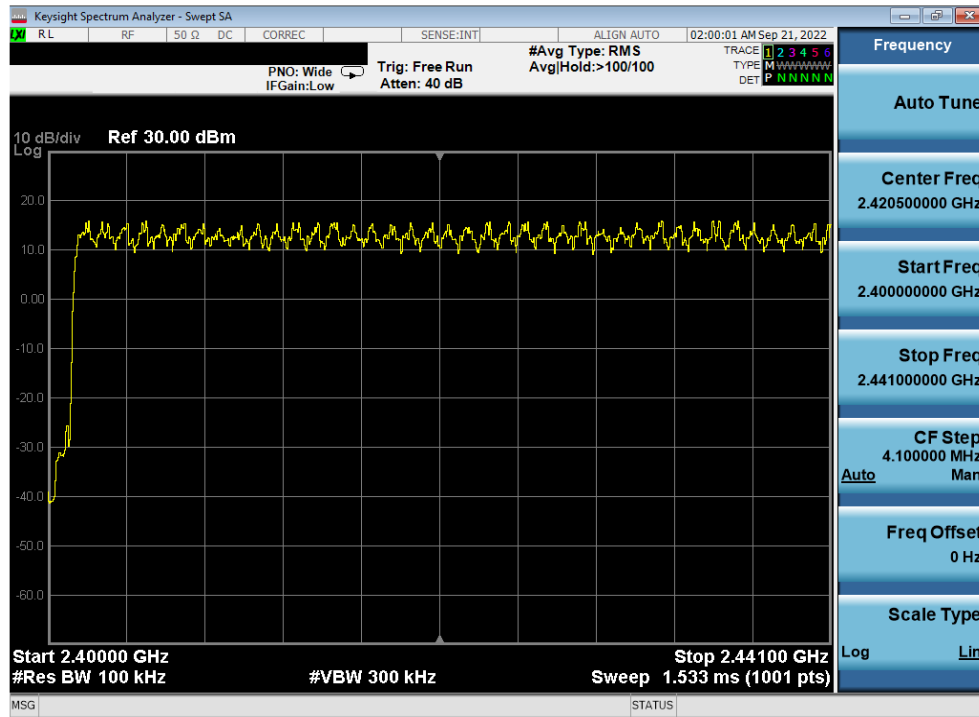 Keysight Spectrum Analyzer - Swept SA
LXI RL RF 50 Ω DC CORREC SENSE:INT ALIGN AUTO 02:00:01 AM Sep 21, 2022
PNO: Wide
IFGain:Low
Trig: Free Run
Atten: 40 dB
#Avg Type: RMS
Avg|Hold:>100/100
TRACE 1 2 3 4 5 6
TYPE M WWWWW
DET P N N N N N
10 dB/div Ref 30.00 dBm
Log
20.0
10.0
0.00
-10.0
-20.0
-30.0
-40.0
-50.0
-60.0
Start 2.40000 GHz Stop 2.44100 GHz
#Res BW 100 kHz #VBW 300 kHz Sweep 1.533 ms (1001 pts)
MSG STATUS
Frequency
Auto Tune
Center Freq
2.420500000 GHz
Start Freq
2.400000000 GHz
Stop Freq
2.441000000 GHz
CF Step
4.100000 MHz
Auto Man
Freq Offset
0 Hz
Scale Type
Log Lin